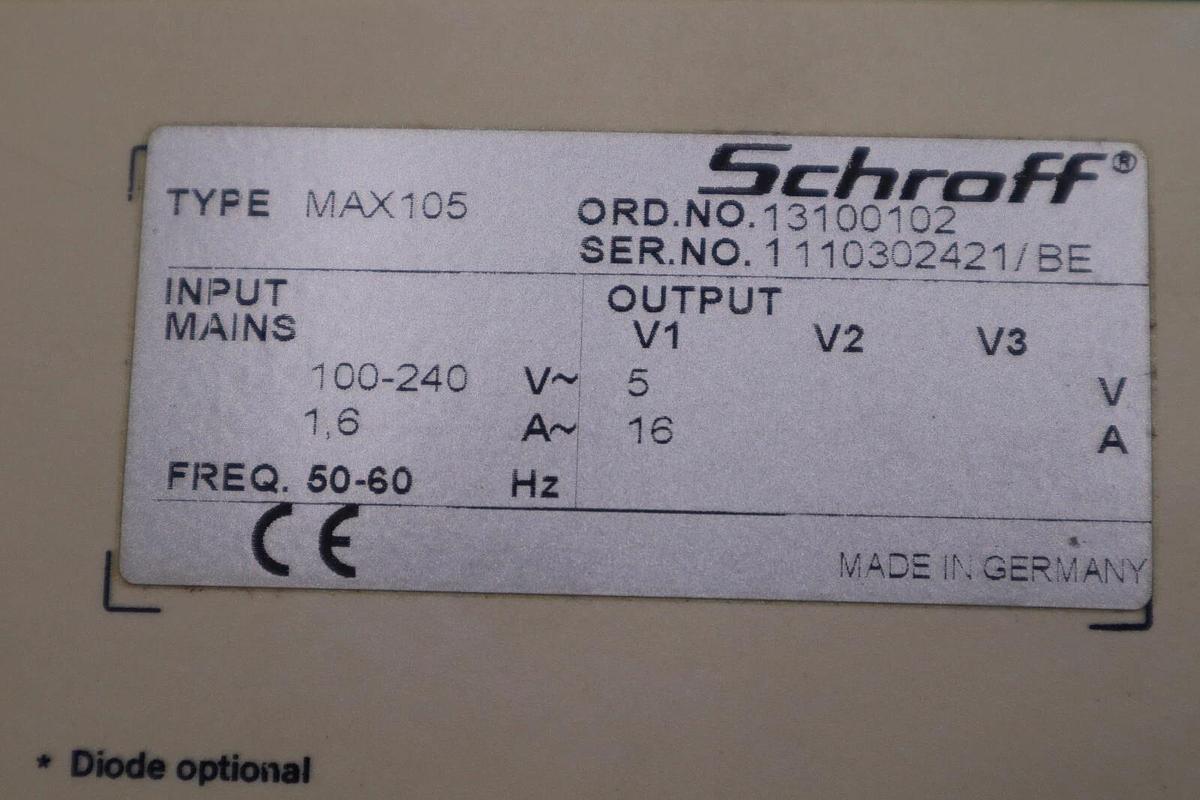 Schroff®
TYPE MAX105
ORD.NO. 13100102
SER.NO. 1110302421/BE
INPUT
MAINS
OUTPUT
V1 V2 V3
100-240 V~ 5 V
1,6 A~ 16 A
FREQ. 50-60 Hz
CE
MADE IN GERMANY
* Diode optional